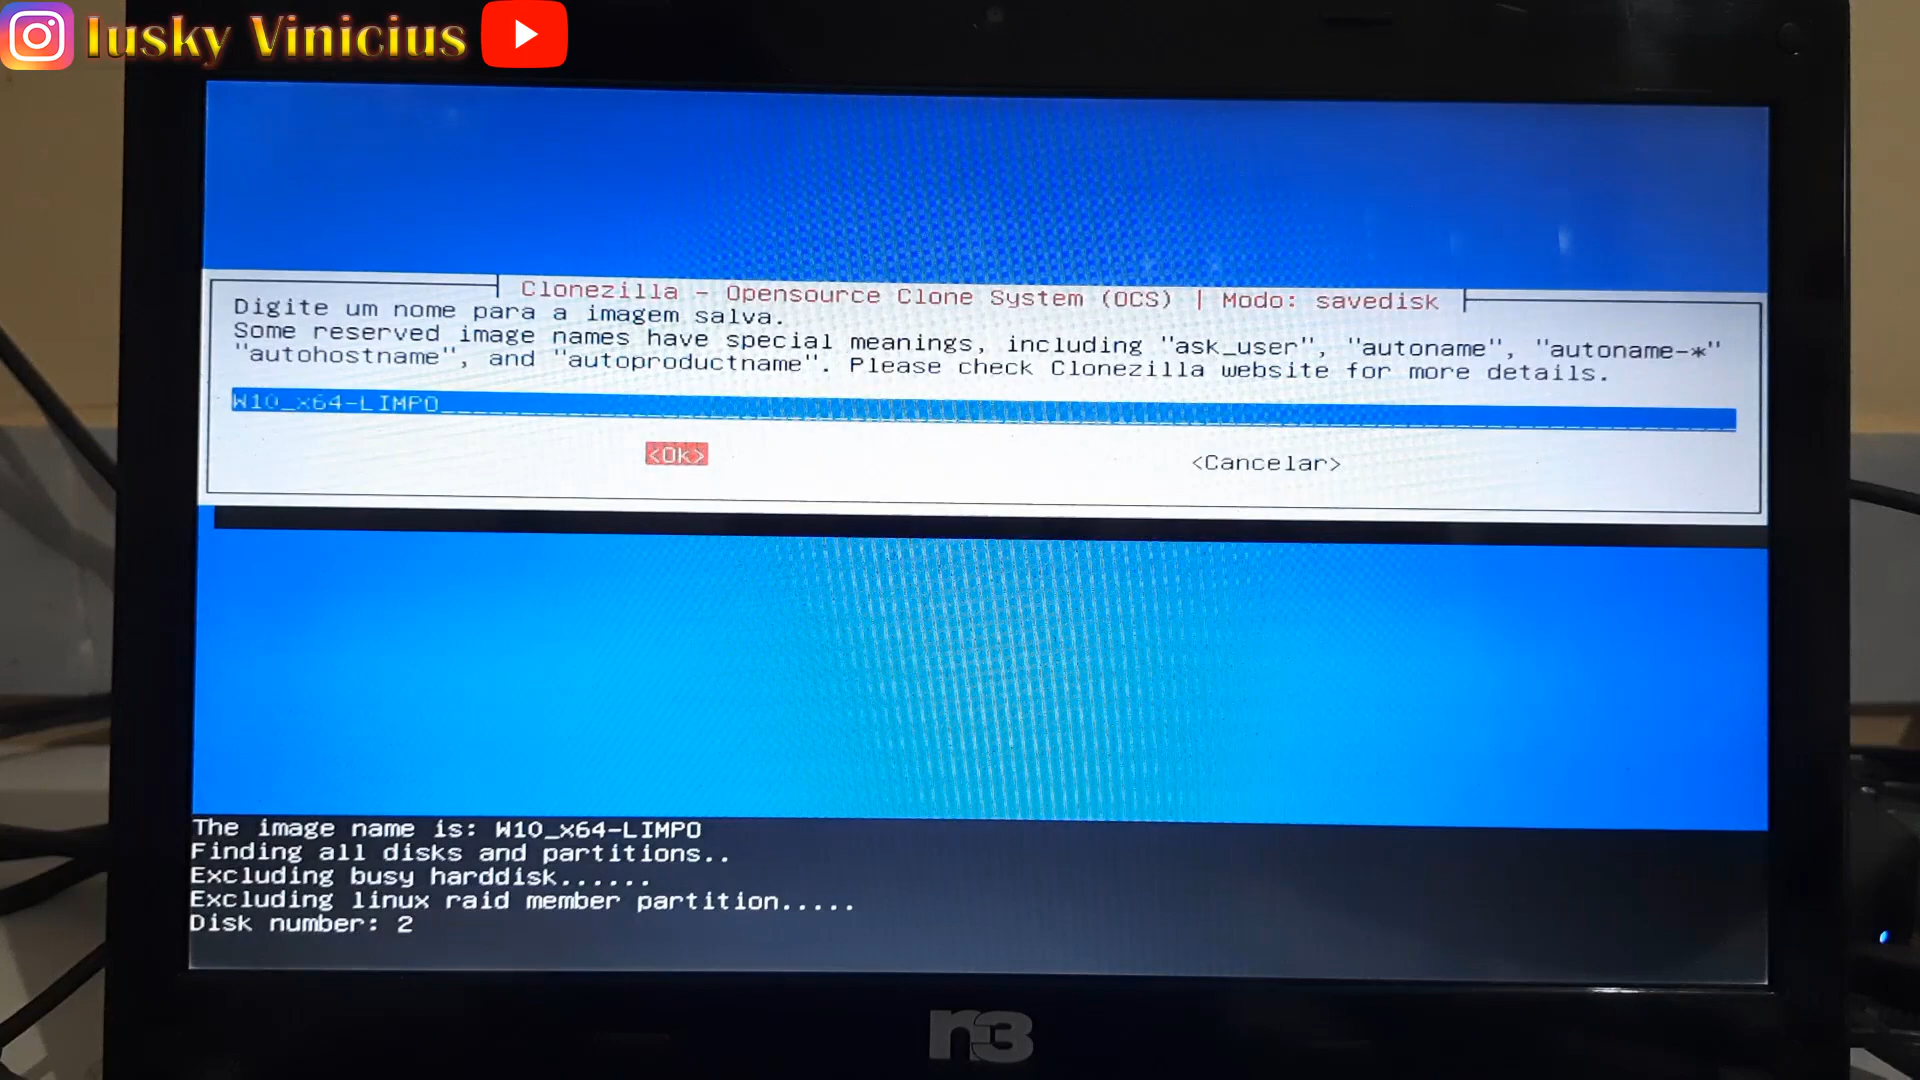 Iusky Vinicius
Clonezilla - Opensource Clone System (OCS) | Modo: savedisk
Digite um nome para a imagem salva.
Some reserved image names have special meanings, including "ask_user", "autoname", "autoname-*"
"autohostname", and "autoproductname". Please check Clonezilla website for more details.
W10_x64-LIMPO
<Ok>
<Cancelar>
The image name is: W10_x64-LIMPO
Finding all disks and partitions..
Excluding busy harddisk......
Excluding linux raid member partition.....
Disk number: 2
n3